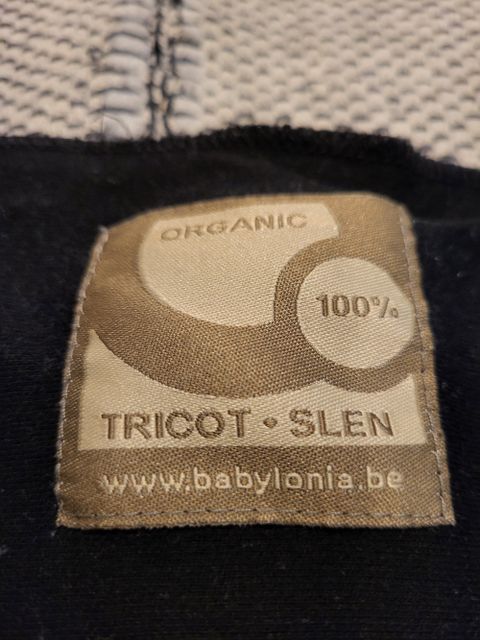 ORGANIC
100%
TRICOT • SLEN
www.babylonia.be